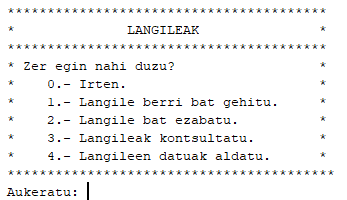 ****************************************
*              LANGILEAK               *
****************************************
* Zer egin nahi duzu?                  *
*    0.- Irten.                        *
*    1.- Langile berri bat gehitu.     *
*    2.- Langile bat ezabatu.          *
*    3.- Langileak kontsultatu.        *
*    4.- Langileen datuak aldatu.      *
*****************************************
Aukeratu: